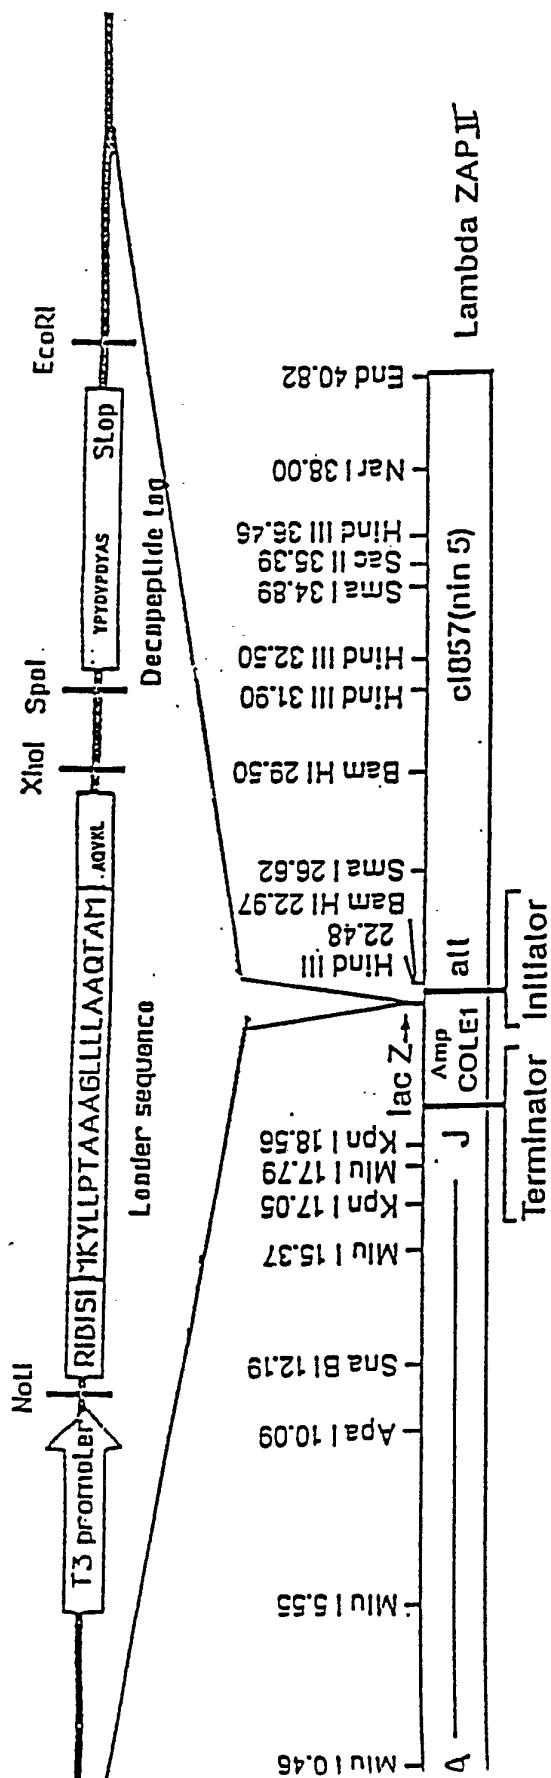 T3 promoter
NotI
RIBISI
MKYLLPTAAAGLLLLAAQTAM
.AQVKL
Leader sequence
XhoI
SpeI
YPYDVPDYAS
Stop
Decapeptide tag
EcoRI
Mlu I 0.46
Mlu I 5.55
Apa I 10.09
Sna BI 12.19
Mlu I 15.37
Kpn I 17.05
Mlu I 17.79
Kpn I 18.56
lac Z→
Hind III
22.48
Bam HI 22.97
Sma I 26.62
Bam HI 29.50
Hind III 31.90
Hind III 32.50
Sma I 34.89
Sac II 35.39
Hind III 36.45
Nar I 38.00
End 40.82
A
J
Amp
COLE1
att
cI857(nin 5)
Terminator
Initiator
Lambda ZAP II